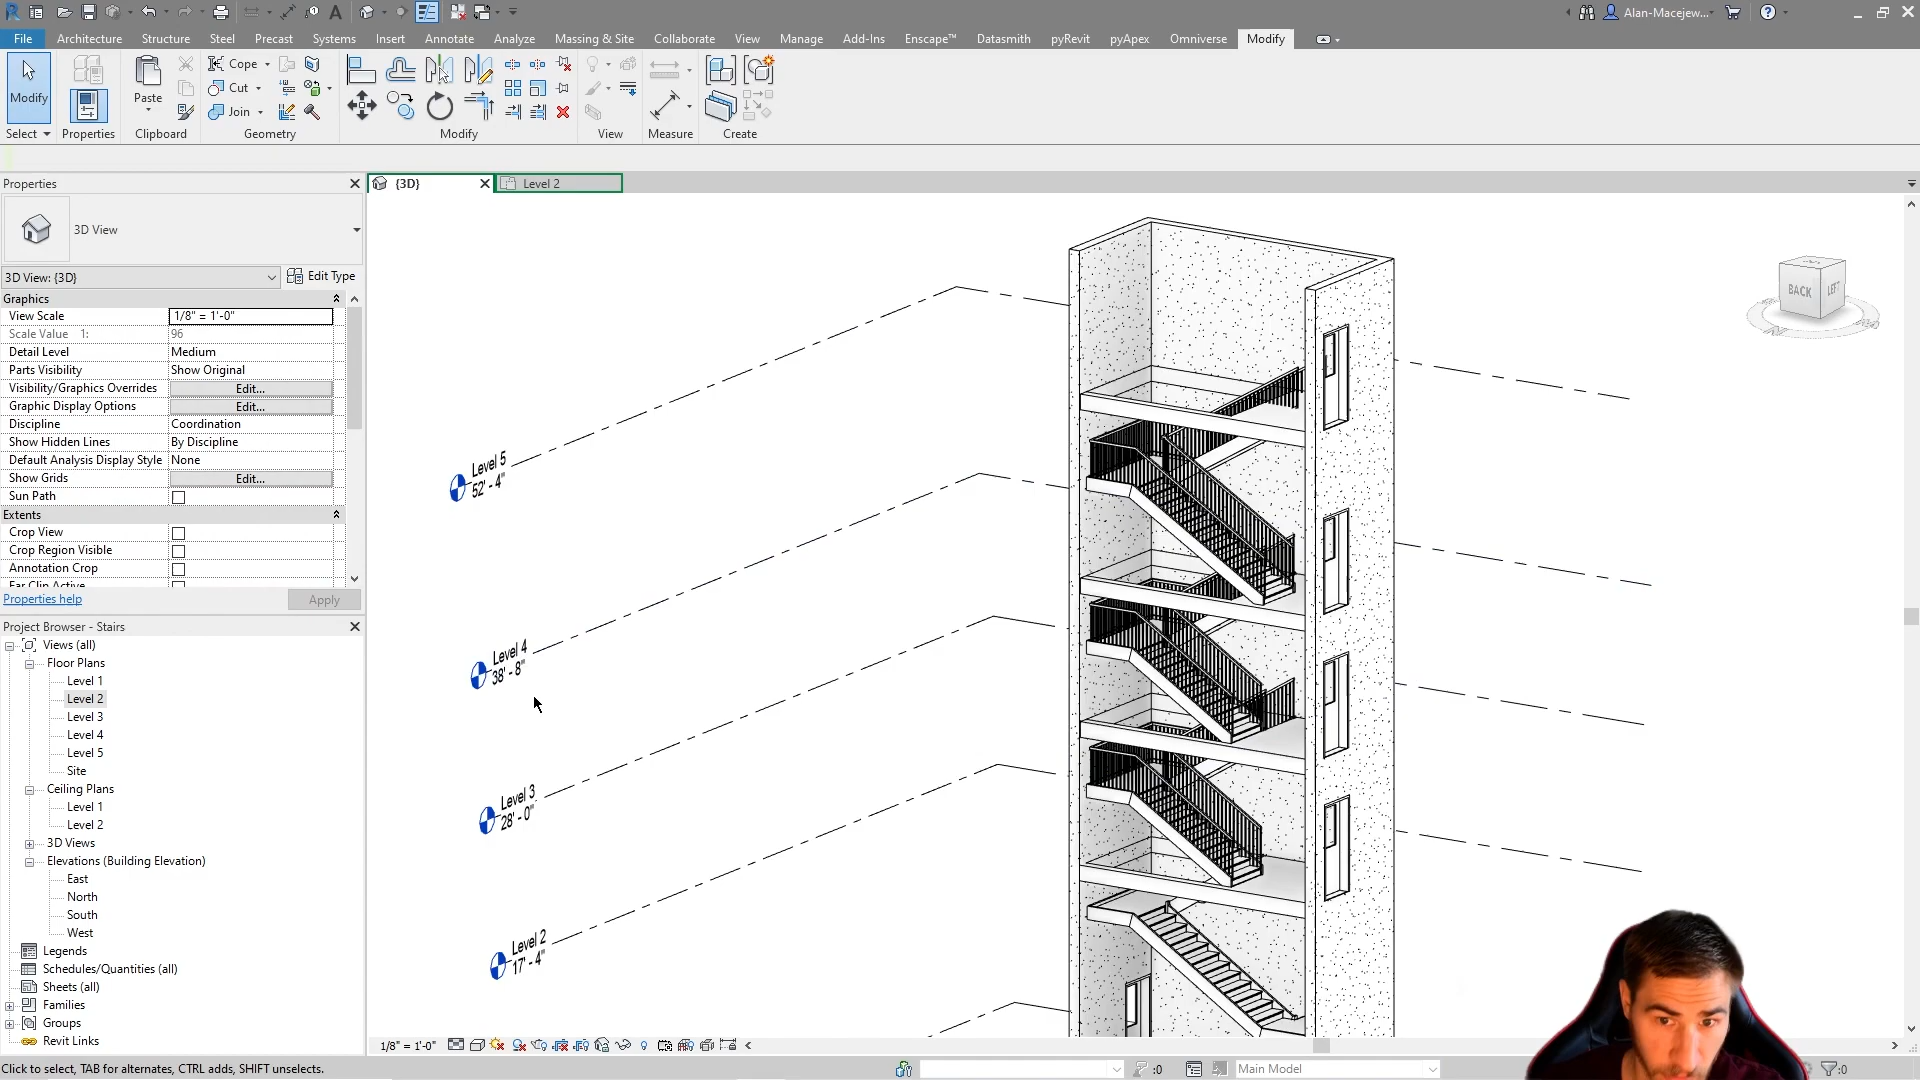 Alan-Macejew...
File Architecture Structure Steel Precast Systems Insert Annotate Analyze Massing & Site Collaborate View Manage Add-Ins Enscape™ Datasmith pyRevit pyApex Omniverse Modify
Modify Paste Cope Cut Join
Select Properties Clipboard Geometry Modify View Measure Create
Properties
{3D}
Level 2
3D View
3D View: {3D}
Edit Type
Graphics
View Scale 1/8" = 1'-0"
Scale Value 1: 96
Detail Level Medium
Parts Visibility Show Original
Visibility/Graphics Overrides Edit...
Graphic Display Options Edit...
Discipline Coordination
Show Hidden Lines By Discipline
Default Analysis Display Style None
Show Grids Edit...
Sun Path
Extents
Crop View
Crop Region Visible
Annotation Crop
Far Clip Active
Properties help
Apply
Project Browser - Stairs
Views (all)
Floor Plans
Level 1
Level 2
Level 3
Level 4
Level 5
Site
Ceiling Plans
Level 1
Level 2
3D Views
Elevations (Building Elevation)
East
North
South
West
Legends
Schedules/Quantities (all)
Sheets (all)
Families
Groups
Revit Links
Level 5
52' - 4"
Level 4
38' - 8"
Level 3
28' - 0"
Level 2
17' - 4"
BACK
LEFT
1/8" = 1'-0"
Click to select, TAB for alternates, CTRL adds, SHIFT unselects.
:0
Main Model
:0